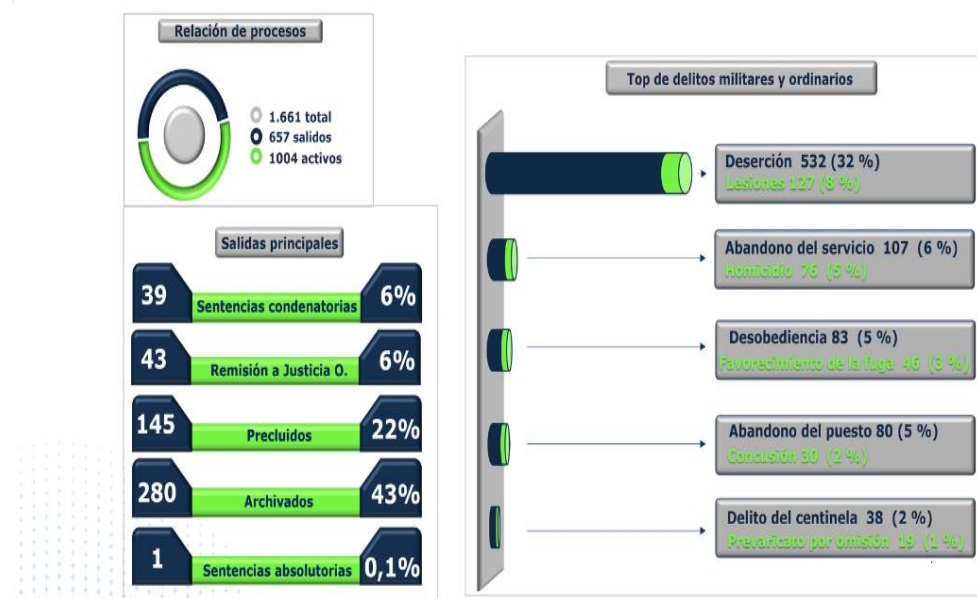 Relación de procesos
1.661 total
657 salidos
1004 activos
Salidas principales
39 Sentencias condenatorias 6%
43 Remisión a Justicia O. 6%
145 Precluidos 22%
280 Archivados 43%
1 Sentencias absolutorias 0,1%
Top de delitos militares y ordinarios
Deserción 532 (32 %)
Lesiones 127 (8 %)
Abandono del servicio 107 (6 %)
Homicidio 76 (5 %)
Desobediencia 83 (5 %)
Favorecimiento de la fuga 46 (3 %)
Abandono del puesto 80 (5 %)
Concusión 30 (2 %)
Delito del centinela 38 (2 %)
Prevaricato por omisión 19 (1 %)